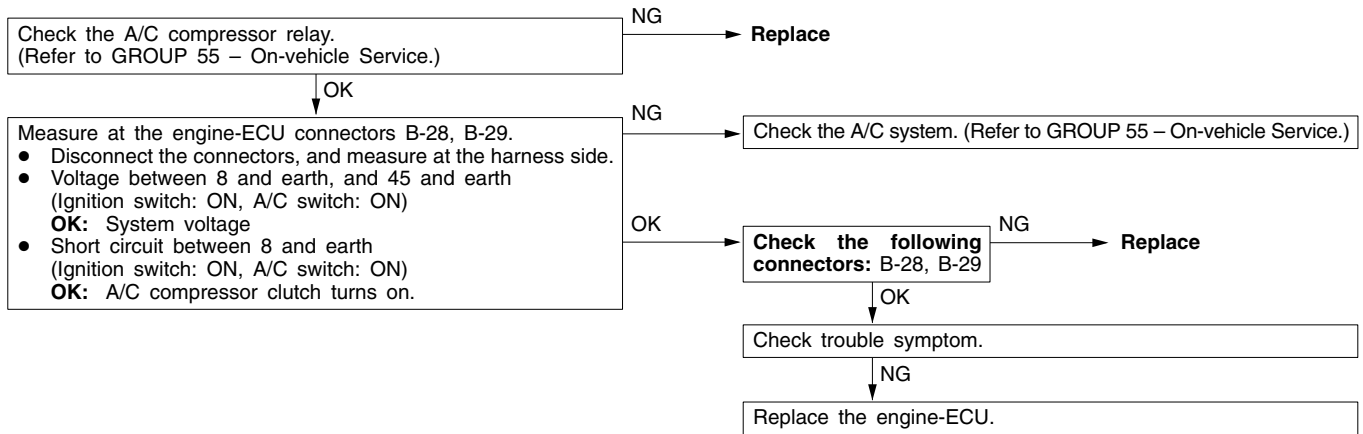 Check the A/C compressor relay.
(Refer to GROUP 55 – On-vehicle Service.)
NG
Replace
OK
Measure at the engine-ECU connectors B-28, B-29.
● Disconnect the connectors, and measure at the harness side.
● Voltage between 8 and earth, and 45 and earth
(Ignition switch: ON, A/C switch: ON)
OK: System voltage
● Short circuit between 8 and earth
(Ignition switch: ON, A/C switch: ON)
OK: A/C compressor clutch turns on.
NG
Check the A/C system. (Refer to GROUP 55 – On-vehicle Service.)
OK
Check the following
connectors: B-28, B-29
NG
Replace
OK
Check trouble symptom.
NG
Replace the engine-ECU.